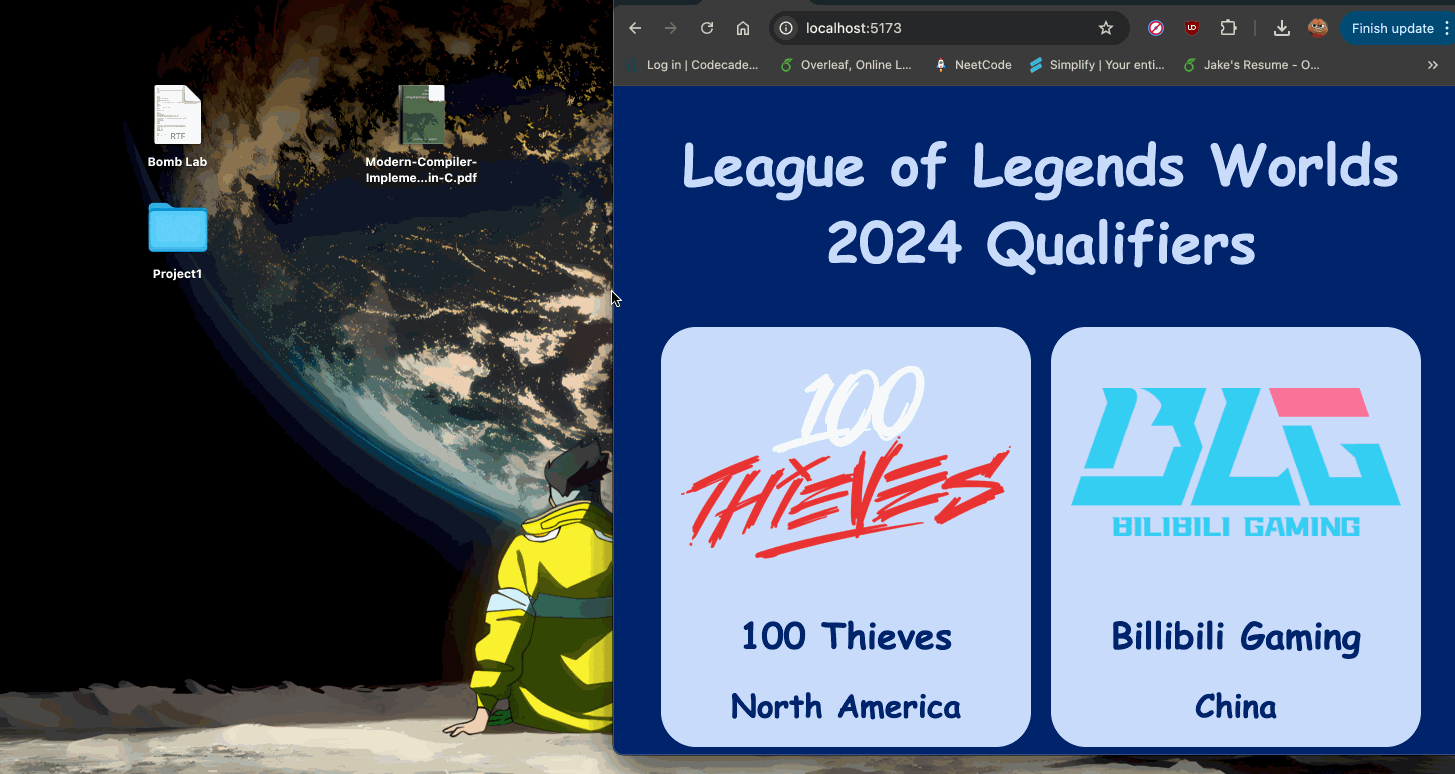 localhost:5173
Finish update
Log in | Codecade...
Overleaf, Online L...
NeetCode
Simplify | Your enti...
Jake's Resume - O...
RTF
Bomb Lab
Modern-Compiler-
Impleme...in-C.pdf
Project1
League of Legends Worlds
2024 Qualifiers
100
THIEVES
100 Thieves
North America
BLG
BILIBILI GAMING
Billibili Gaming
China